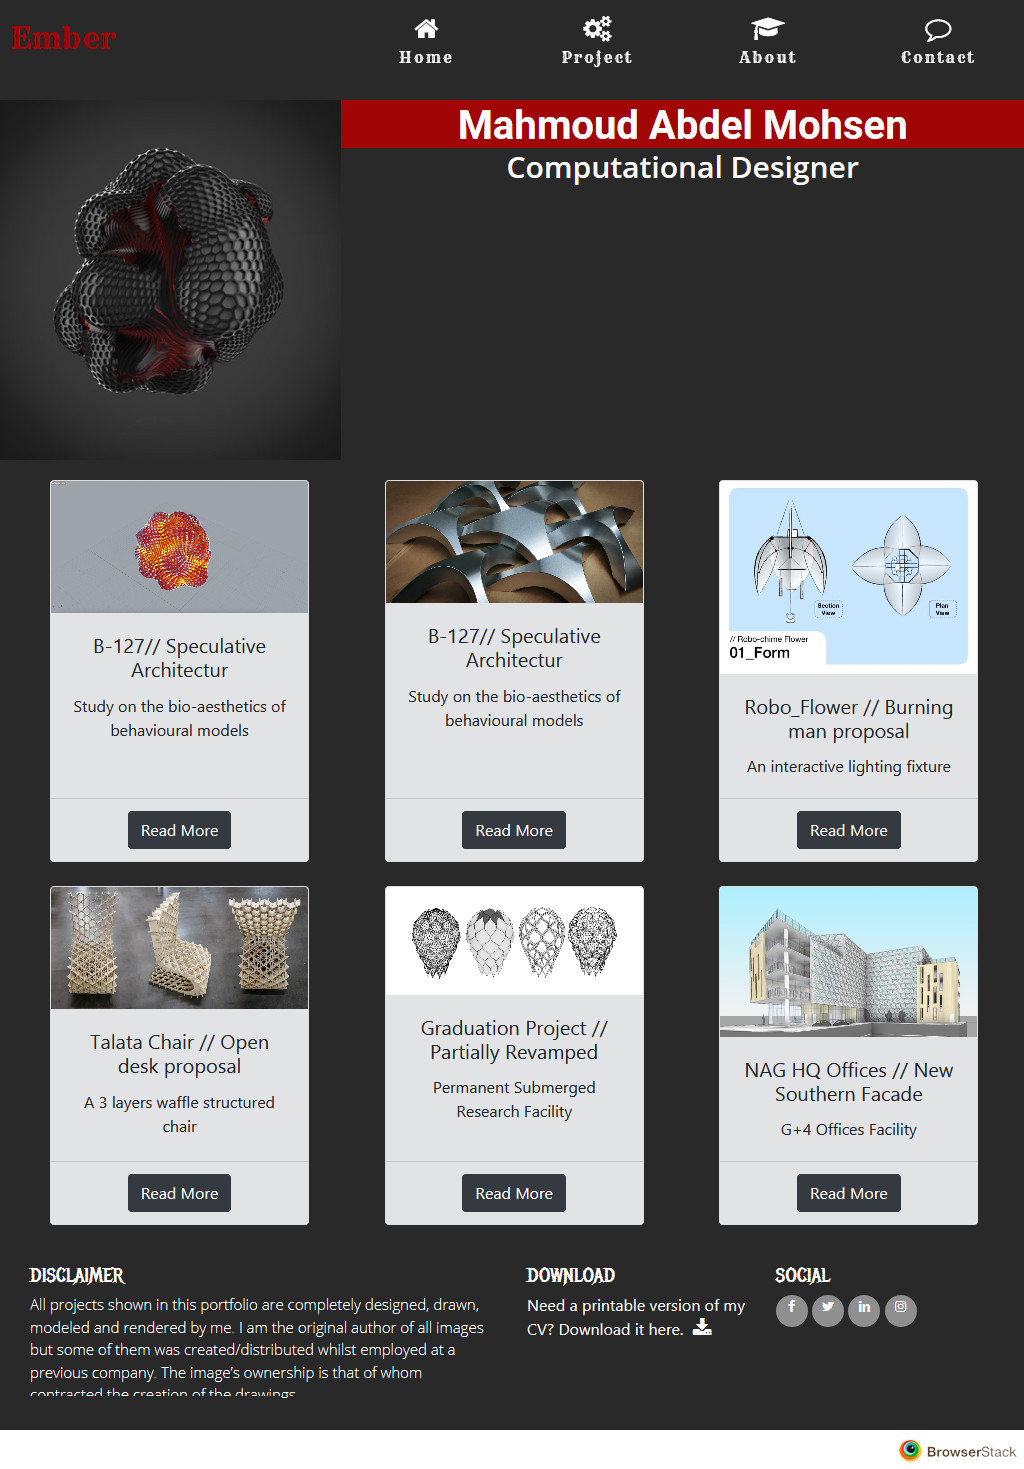 Ember
Home
Project
About
Contact
Mahmoud Abdel Mohsen
Computational Designer
B-127// Speculative
Architectur
Study on the bio-aesthetics of
behavioural models
Read More
B-127// Speculative
Architectur
Study on the bio-aesthetics of
behavioural models
Read More
Section
View
Plan
View
// Robo-chime Flower
01_Form
Robo_Flower // Burning
man proposal
An interactive lighting fixture
Read More
Talata Chair // Open
desk proposal
A 3 layers waffle structured
chair
Read More
Graduation Project //
Partially Revamped
Permanent Submerged
Research Facility
Read More
NAG HQ Offices // New
Southern Facade
G+4 Offices Facility
Read More
DISCLAIMER
All projects shown in this portfolio are completely designed, drawn,
modeled and rendered by me. I am the original author of all images
but some of them was created/distributed whilst employed at a
previous company. The image’s ownership is that of whom
contracted the creation of the drawings
DOWNLOAD
Need a printable version of my
CV? Download it here.
SOCIAL
BrowserStack